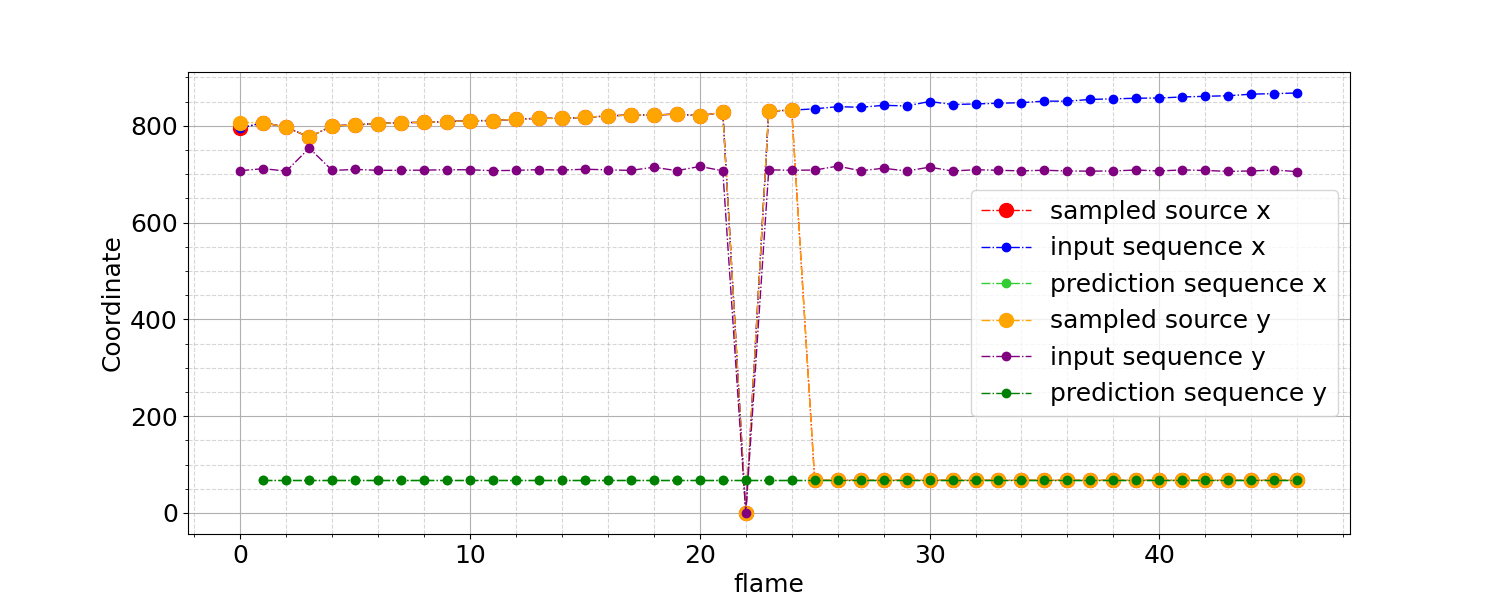 800
600
400
200
0
Coordinate
0 10 20 30 40
flame
sampled source x
input sequence x
prediction sequence x
sampled source y
input sequence y
prediction sequence y